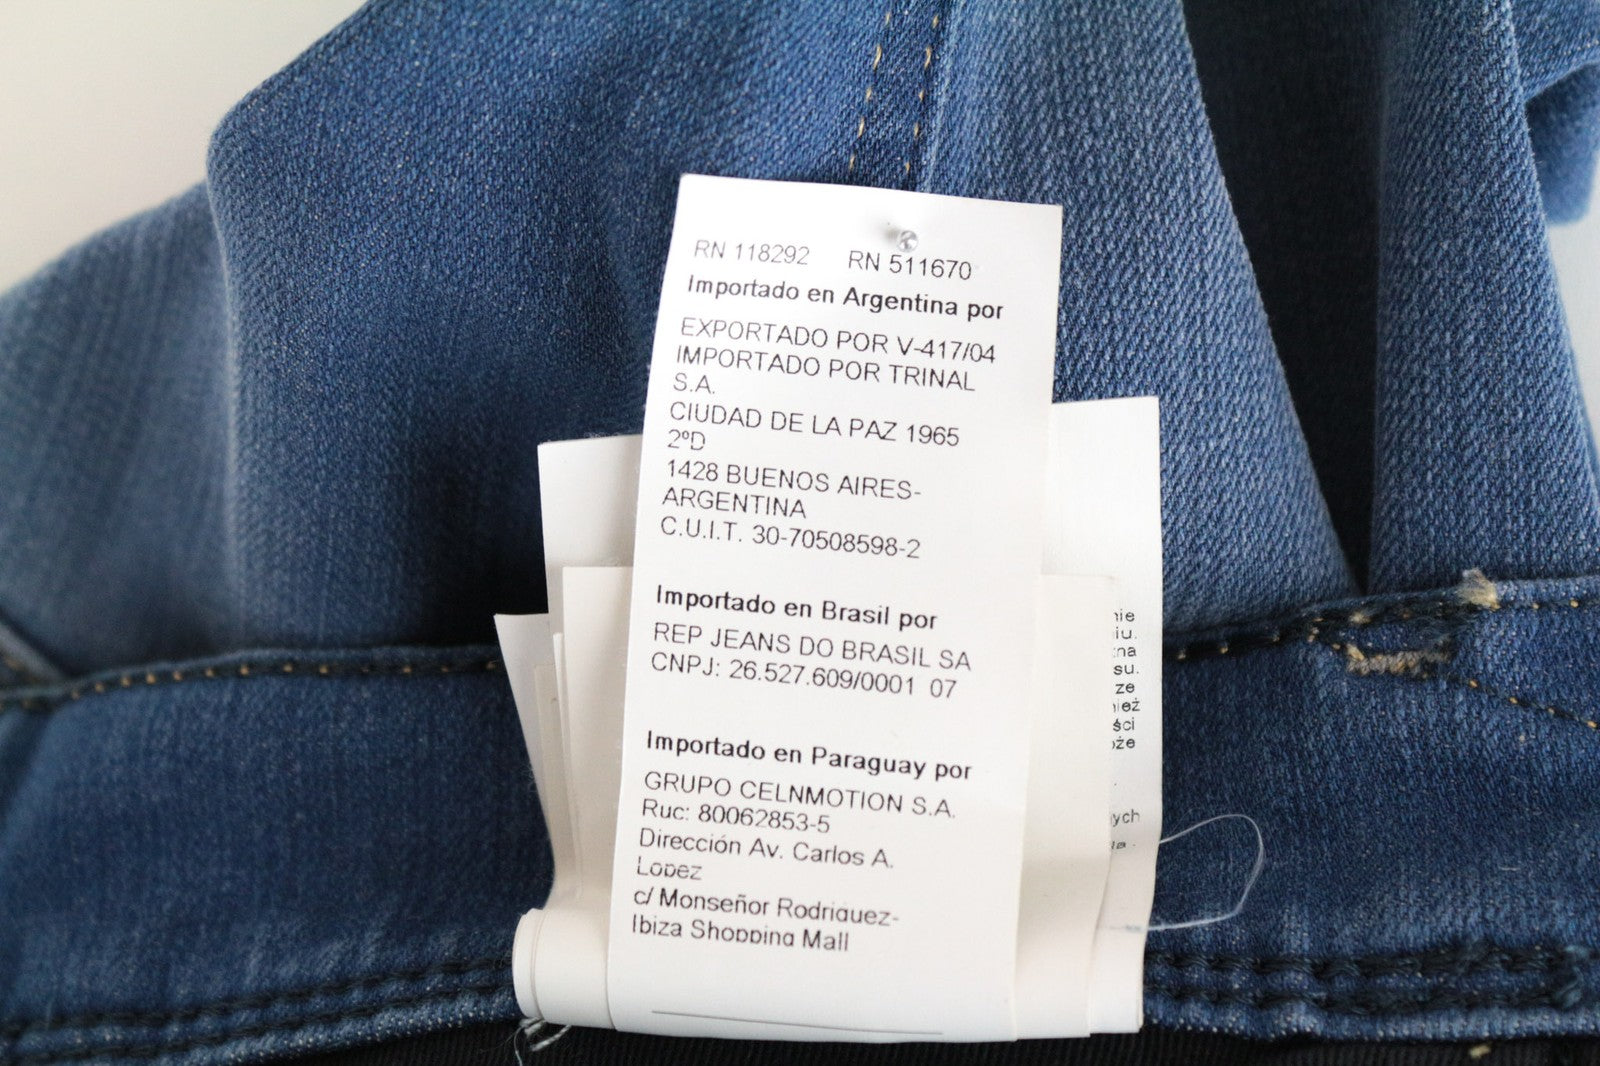 RN 118292 RN 511670
Importado en Argentina por
EXPORTADO POR V-417/04
IMPORTADO POR TRINAL
S.A.
CIUDAD DE LA PAZ 1965
2ºD
1428 BUENOS AIRES-
ARGENTINA
C.U.I.T. 30-70508598-2
Importado en Brasil por
REP JEANS DO BRASIL SA
CNPJ: 26.527.609/0001 07
Importado en Paraguay por
GRUPO CELNMOTION S.A.
Ruc: 80062853-5
Dirección Av. Carlos A.
Lopez
c/ Monseñor Rodriguez-
Ibiza Shopping Mall